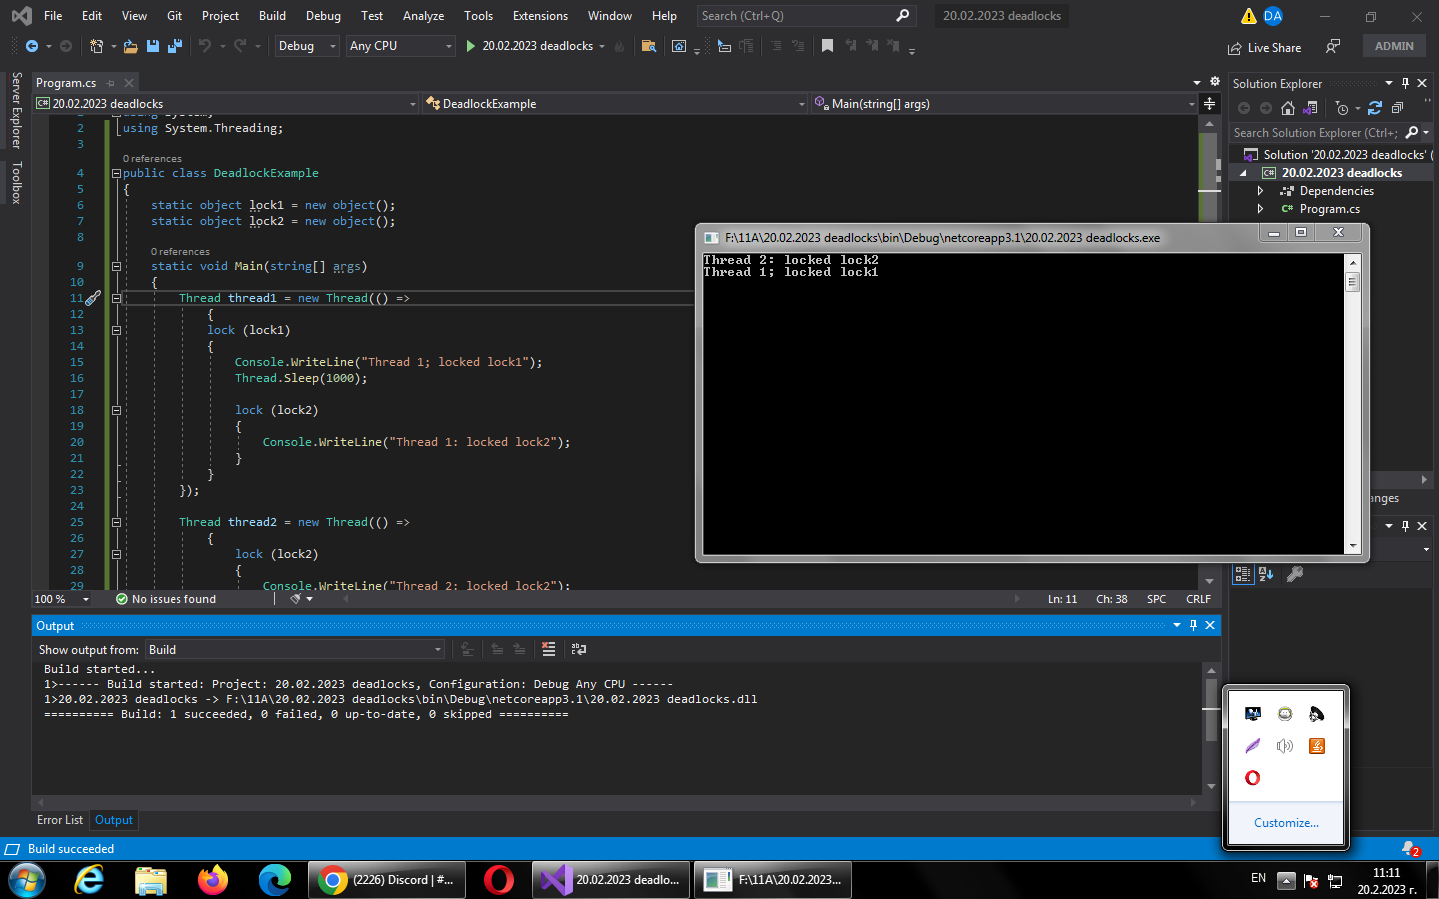 File Edit View Git Project Build Debug Test Analyze Tools Extensions Window Help Search (Ctrl+Q) 20.02.2023 deadlocks DA
Debug Any CPU 20.02.2023 deadlocks Live Share ADMIN
Server Explorer
Toolbox
Program.cs
20.02.2023 deadlocks DeadlockExample Main(string[] args)
2 using System.Threading;
3
0 references
4 public class DeadlockExample
5 {
6 static object lock1 = new object();
7 static object lock2 = new object();
8
0 references
9 static void Main(string[] args)
10 {
11 Thread thread1 = new Thread(() =>
12 {
13 lock (lock1)
14 {
15 Console.WriteLine("Thread 1; locked lock1");
16 Thread.Sleep(1000);
17
18 lock (lock2)
19 {
20 Console.WriteLine("Thread 1: locked lock2");
21 }
22 }
23 });
24
25 Thread thread2 = new Thread(() =>
26 {
27 lock (lock2)
28 {
29 Console.WriteLine("Thread 2: locked lock2");
100 % No issues found Ln: 11 Ch: 38 SPC CRLF
F:\11A\20.02.2023 deadlocks\bin\Debug\netcoreapp3.1\20.02.2023 deadlocks.exe
Thread 2: locked lock2
Thread 1; locked lock1
Solution Explorer
Search Solution Explorer (Ctrl+;
Solution '20.02.2023 deadlocks' (
C# 20.02.2023 deadlocks
Dependencies
C# Program.cs
anges
Output
Show output from: Build
Build started...
1>------ Build started: Project: 20.02.2023 deadlocks, Configuration: Debug Any CPU ------
1>20.02.2023 deadlocks -> F:\11A\20.02.2023 deadlocks\bin\Debug\netcoreapp3.1\20.02.2023 deadlocks.dll
========== Build: 1 succeeded, 0 failed, 0 up-to-date, 0 skipped ==========
Error List Output
Customize...
Build succeeded 2
(2226) Discord | #... 20.02.2023 deadlo... F:\11A\20.02.2023... EN 11:11
20.2.2023 г.